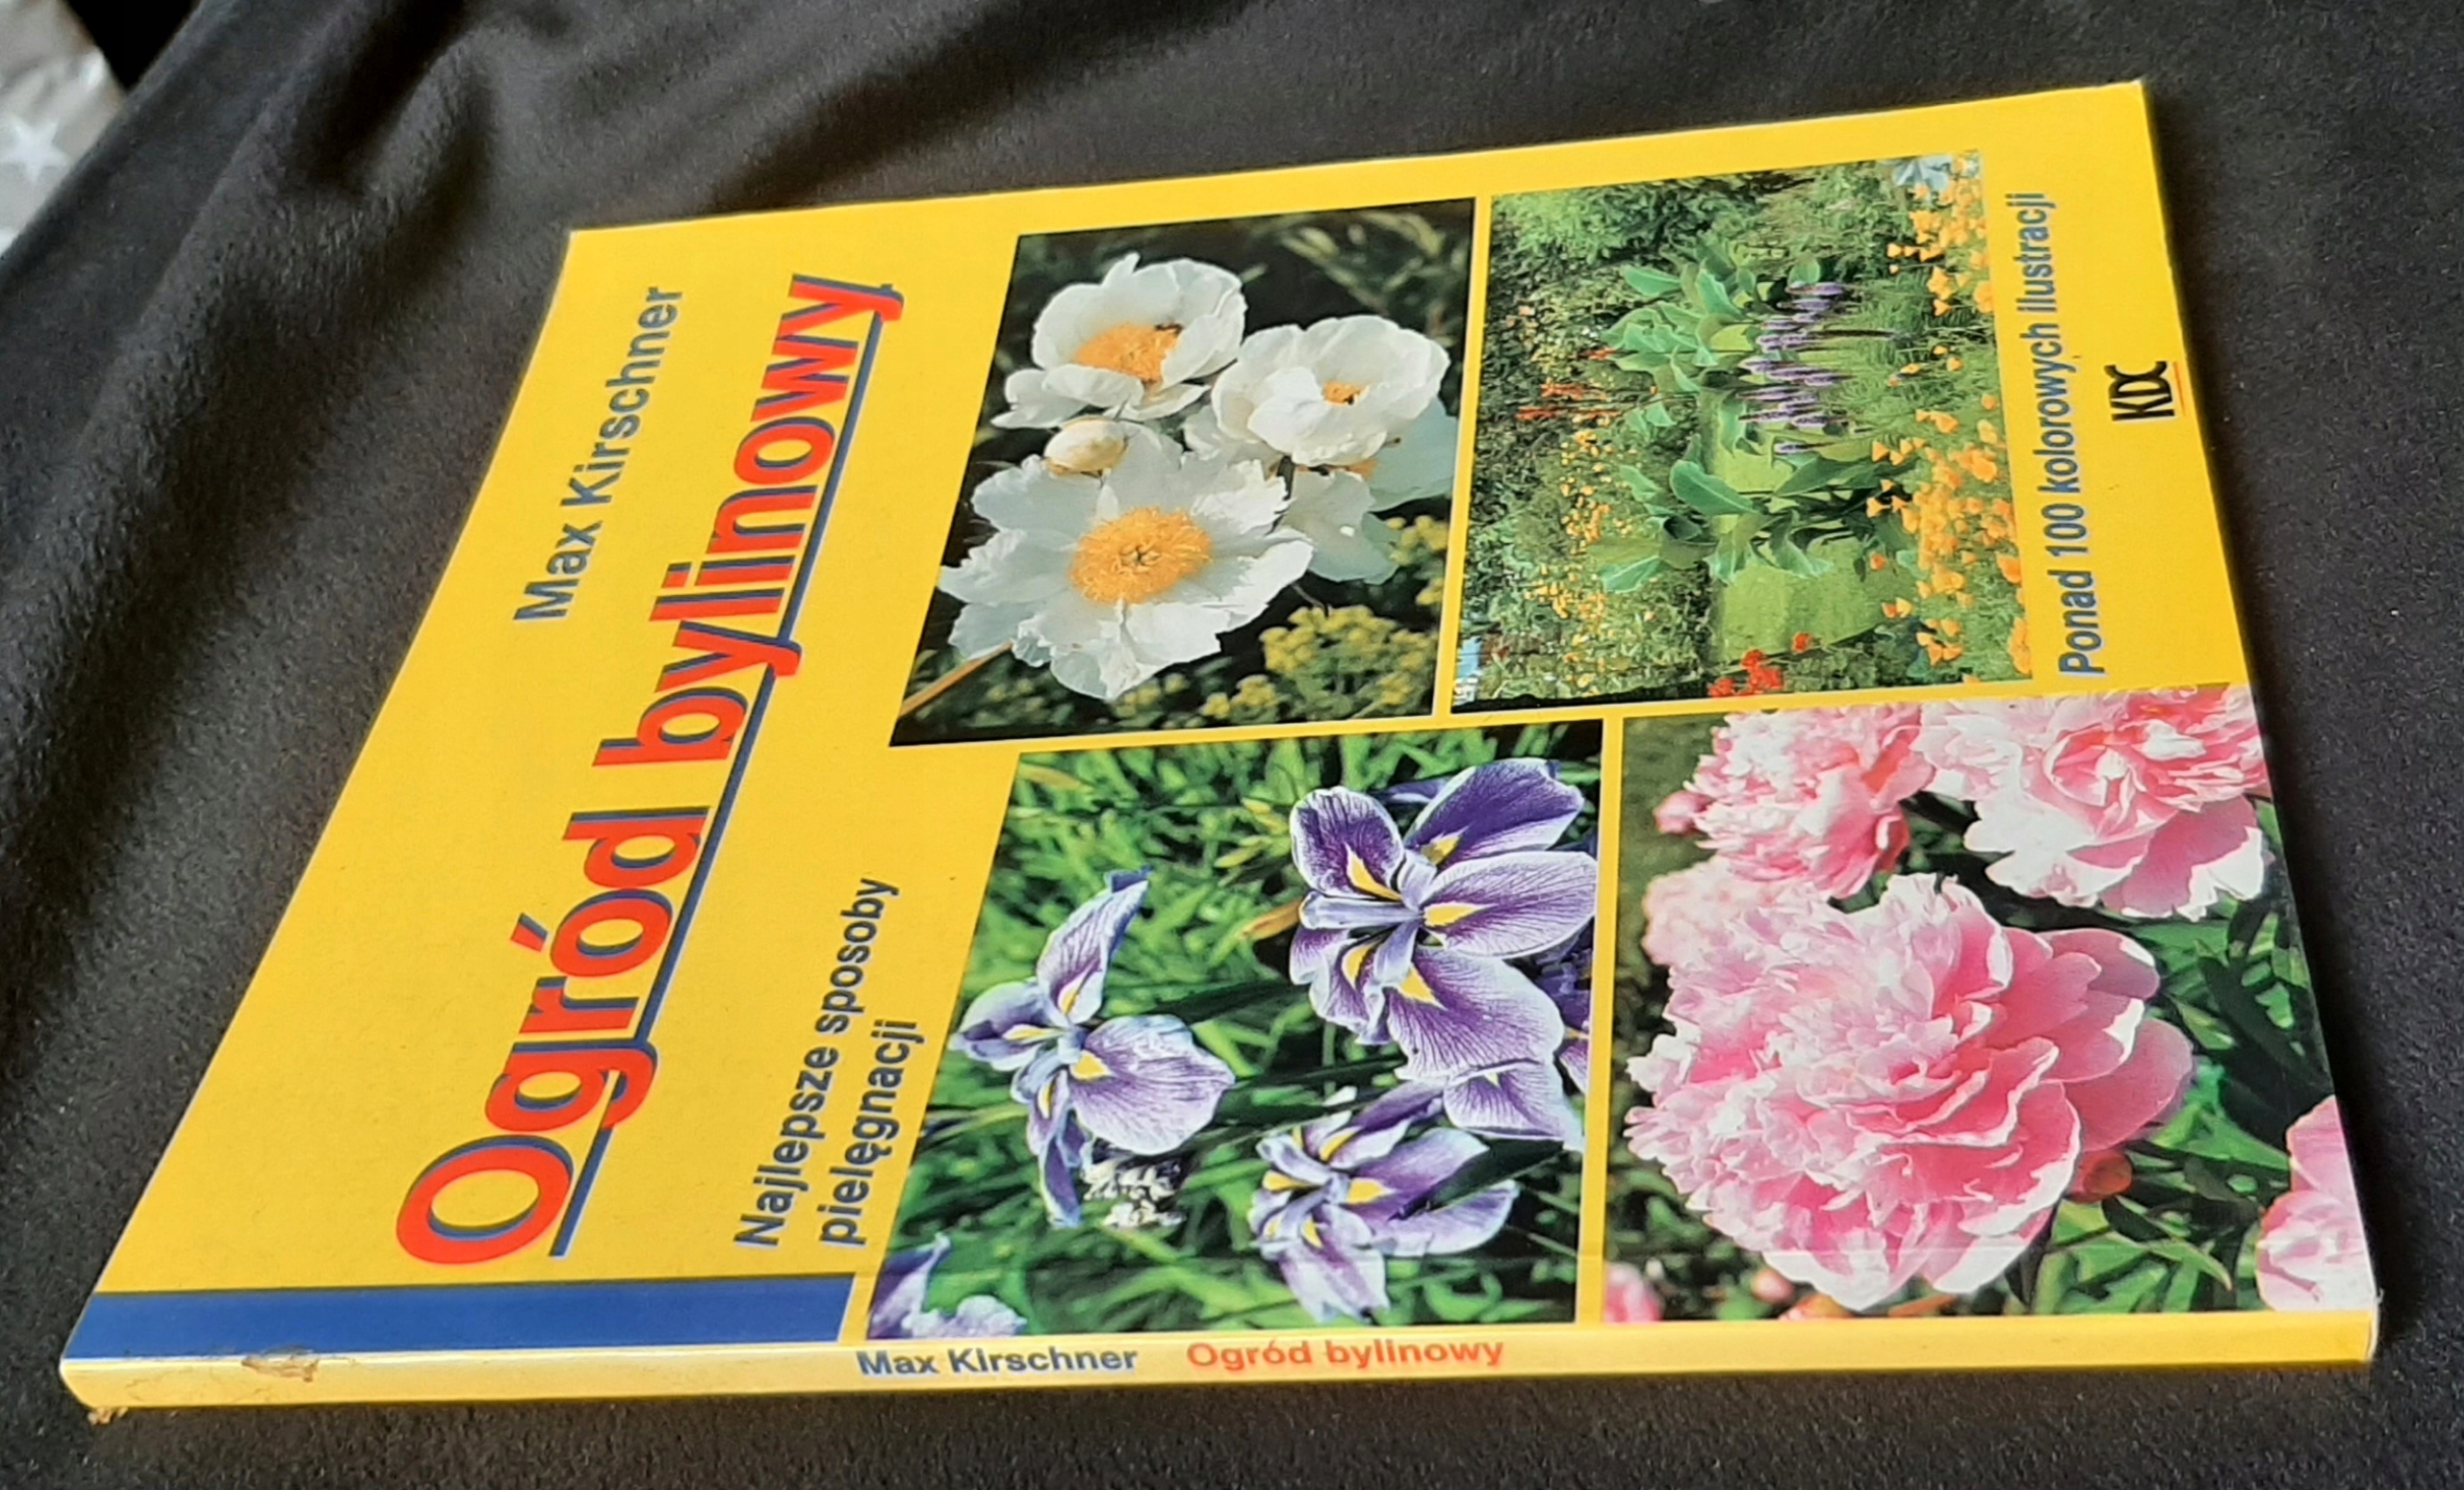 Max Kirschner
Ogród bylinowy
Najlepsze sposoby
pielęgnacji
Ponad 100 kolorowych ilustracji
KDC
Max Kirschner Ogród bylinowy